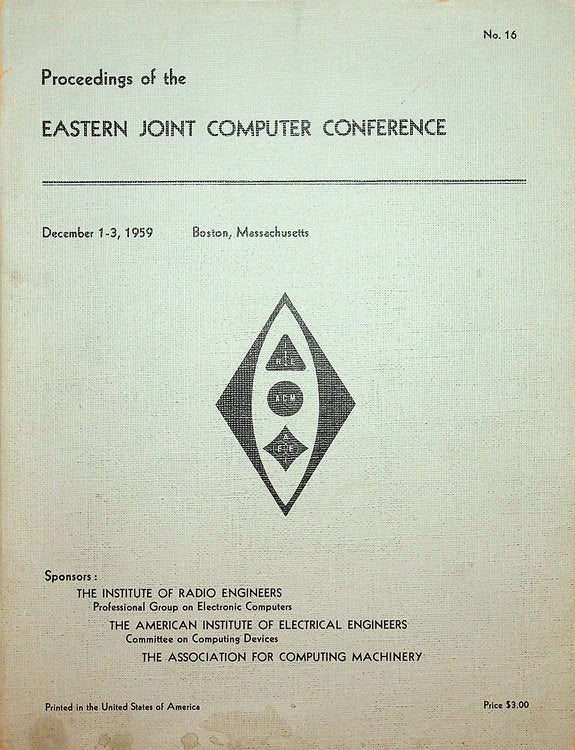 No. 16
Proceedings of the
EASTERN JOINT COMPUTER CONFERENCE
December 1-3, 1959 Boston, Massachusetts
I
R E
ACM
A
I
E E
Sponsors :
THE INSTITUTE OF RADIO ENGINEERS
Professional Group on Electronic Computers
THE AMERICAN INSTITUTE OF ELECTRICAL ENGINEERS
Committee on Computing Devices
THE ASSOCIATION FOR COMPUTING MACHINERY
Printed in the United States of America Price $3.00